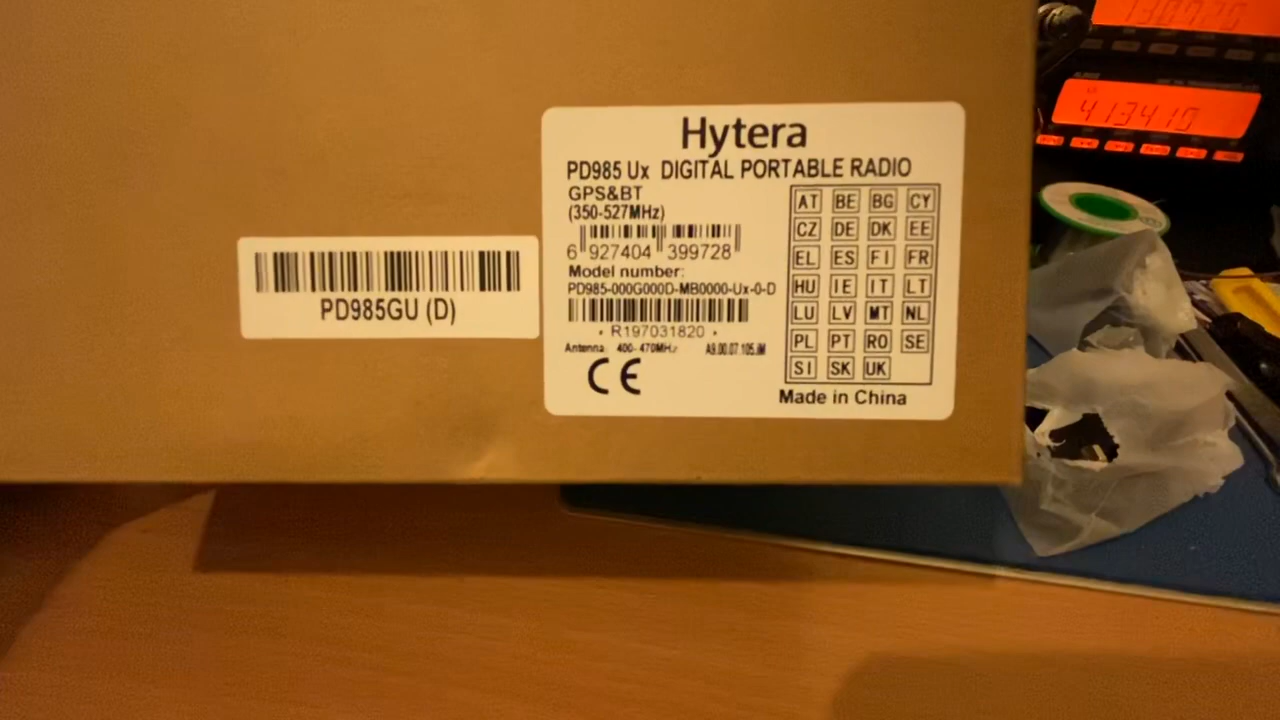 Hytera
PD985 Ux DIGITAL PORTABLE RADIO
GPS&BT
(350-527MHz)
6 927404 399728
Model number:
PD985-000G000D-MB0000-Ux-0-D
• R197031820 •
Antenna: 400-470MHz
CE
AT BE BG CY
CZ DE DK EE
EL ES FI FR
HU IE IT LT
LU LV MT NL
PL PT RO SE
SI SK UK
Made in China
PD985GU (D)
413410